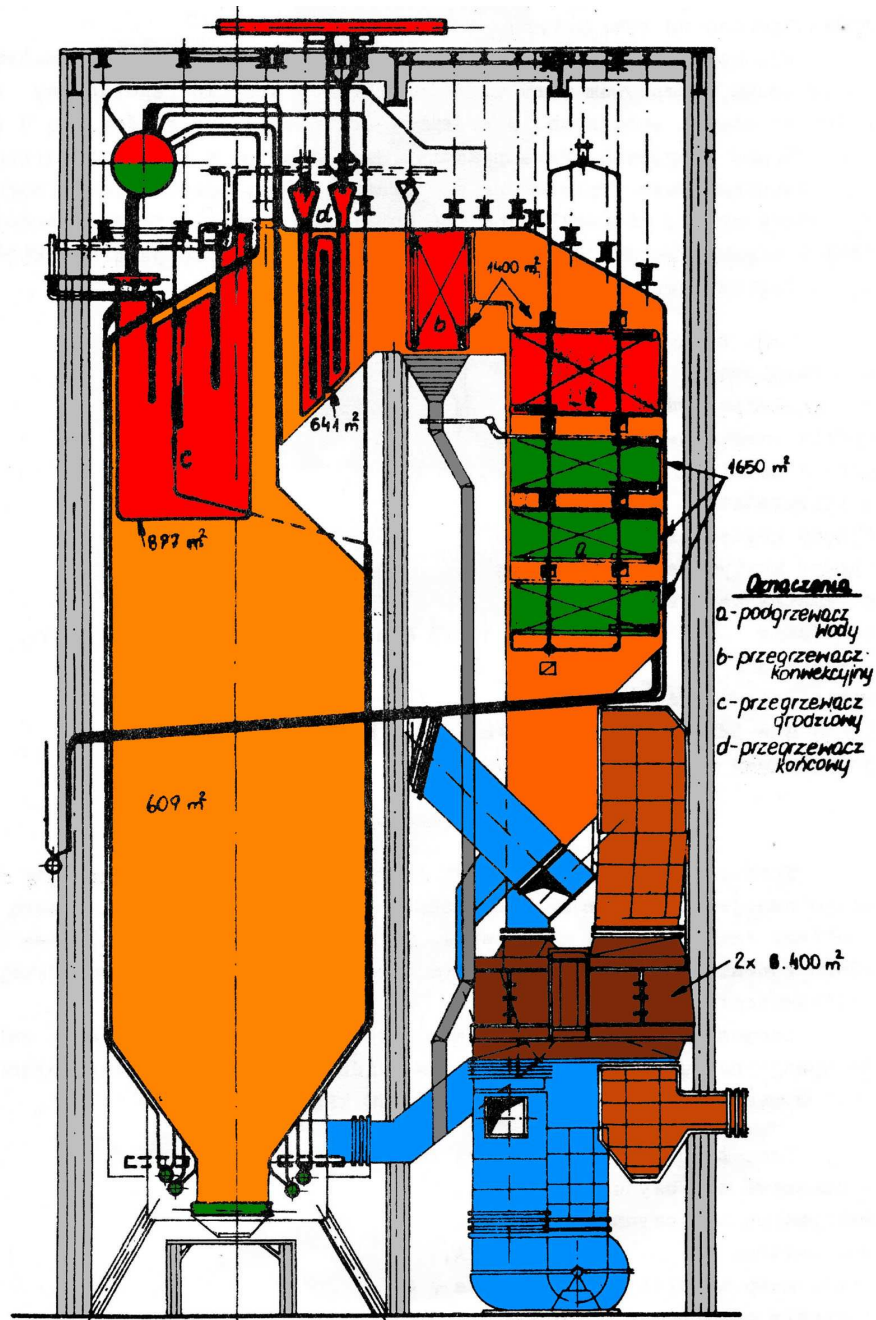 d
1400 m²
b
b
641 m²
c
877 m²
1650 m²
a
Oznaczenia
a-podgrzewacz
wody
b-przegrzewacz
konwekcyjny
c-przegrzewacz
grodziowy
d-przegrzewacz
końcowy
609 m²
2x 6.400 m²